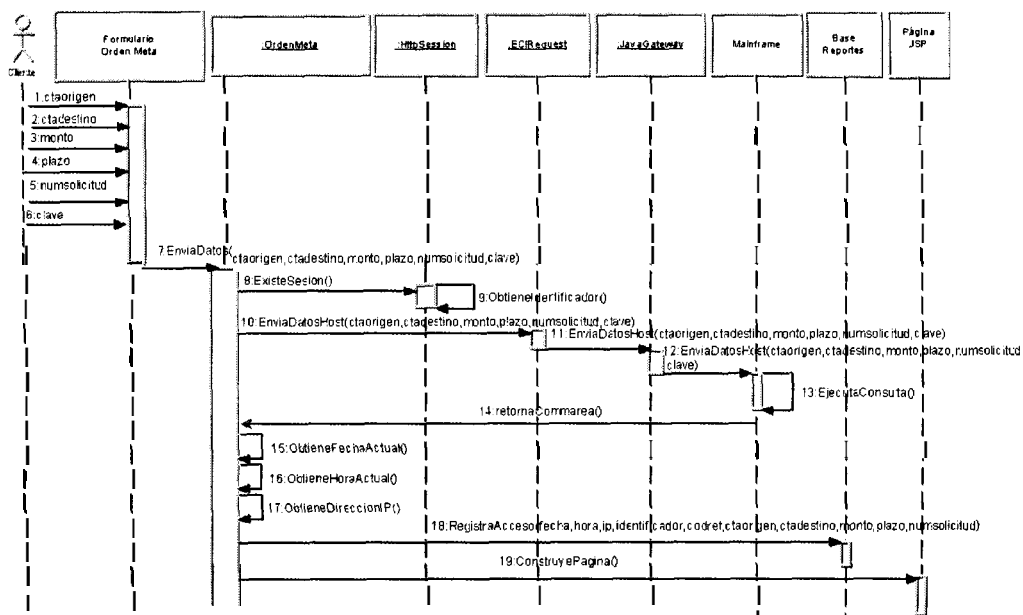 Cliente
Formulario
Orden Meta
:OrdenMeta
:HttpSession
:ECIRequest
:JavaGateway
Mainframe
Base
Reportes
Página
JSP
1:ctaorigen
2:ctadestino
3:monto
4:plazo
5:numsolicitud
6:clave
7:EnviaDatos(
ctaorigen,ctadestino,monto,plazo,numsolicitud,clave)
8:ExisteSesion()
9:ObtieneIdentificador()
10:EnviaDatosHost(ctaorigen,ctadestino,monto,plazo,numsolicitud,clave)
11:EnviaDatosHost(ctaorigen,ctadestino,monto,plazo,numsolicitud,clave)
12:EnviaDatosHost(ctaorigen,ctadestino,monto,plazo,numsolicitud
,clave)
13:EjecutaConsulta()
14:retornaCommarea()
15:ObtieneFechaActual()
16:ObtieneHoraActual()
17:ObtieneDireccionIP()
18:RegistraAcceso(fecha,hora,ip,identificador,codret,ctaorigen,ctadestino,monto,plazo,numsolicitud)
19:ConstruyePagina()